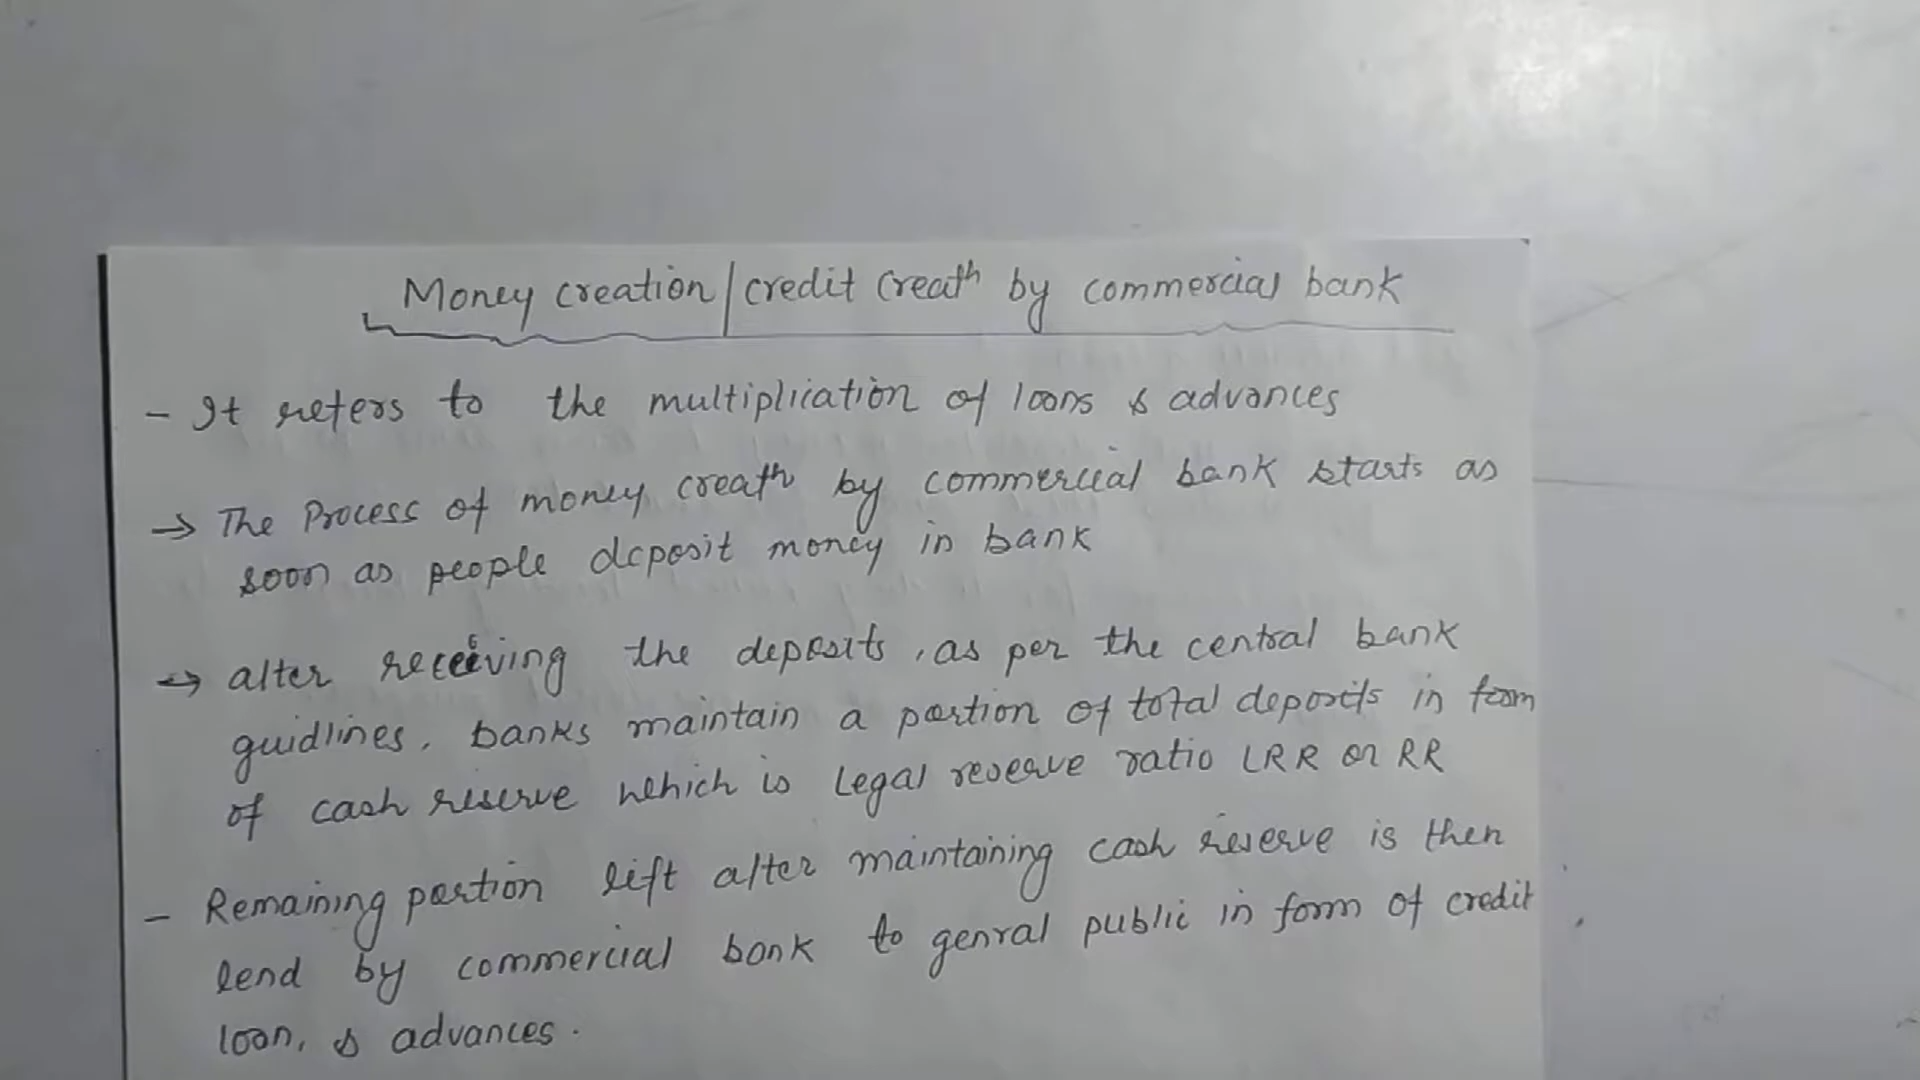 Money creation/credit creatn by commercial bank
- It refers to the multiplication of loans & advances
→ The Process of money creatn by commercial bank starts as
soon as people deposit money in bank
→ after receiving the deposits, as per the central bank
guidlines, banks maintain a portion of total deposits in form
of cash reserve which is Legal reserve ratio LRR or RR
- Remaining portion left after maintaining cash reserve is then
lend by commercial bank to genral public in form of credit
loan, & advances.